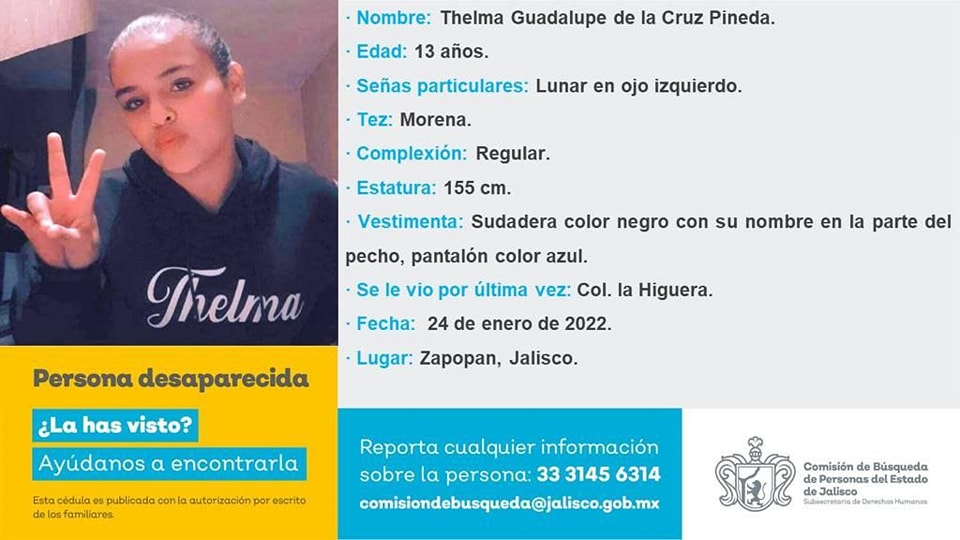 · Nombre: Thelma Guadalupe de la Cruz Pineda.
· Edad: 13 años.
· Señas particulares: Lunar en ojo izquierdo.
· Tez: Morena.
· Complexión: Regular.
· Estatura: 155 cm.
· Vestimenta: Sudadera color negro con su nombre en la parte del
pecho, pantalón color azul.
· Se le vio por última vez: Col. la Higuera.
· Fecha: 24 de enero de 2022.
· Lugar: Zapopan, Jalisco.
Thelma
Persona desaparecida
¿La has visto?
Ayúdanos a encontrarla
Esta cédula es publicada con la autorización por escrito
de los familiares.
Reporta cualquier información
sobre la persona: 33 3145 6314
comisiondebusqueda@jalisco.gob.mx
Comisión de Búsqueda
de Personas del Estado
de Jalisco
Subsecretaría de Derechos Humanos